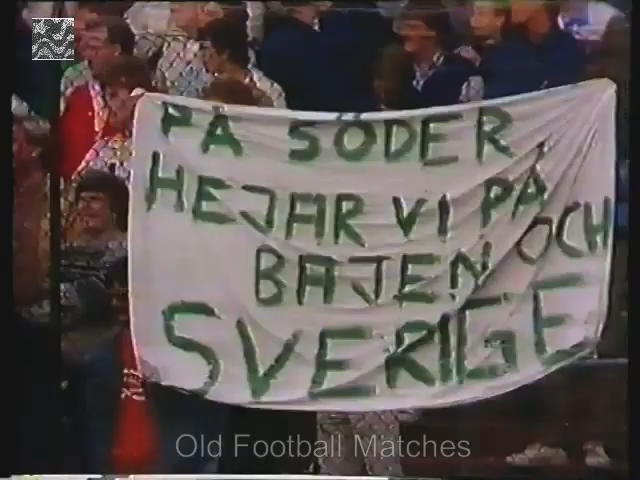 PÅ SÖDER,
HEJAR VI PÅ
BAJEN OCH
SVERIGE
Old Football Matches